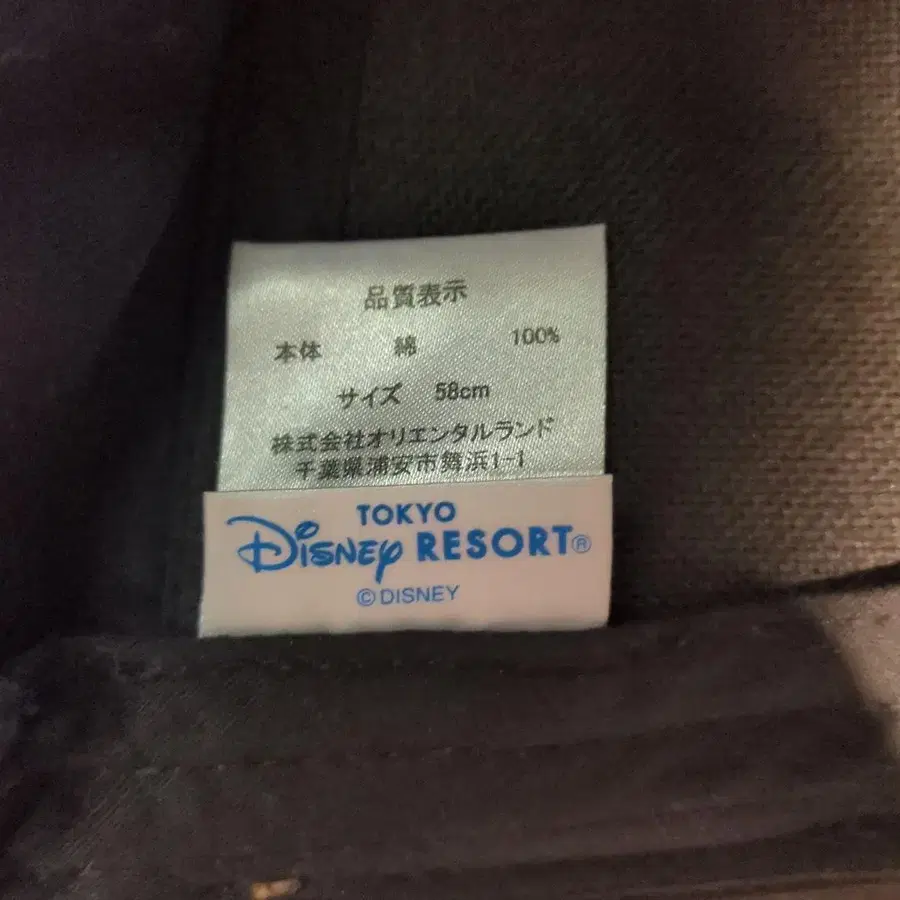 品質表示
本体 綿 100%
サイズ 58cm
株式会社オリエンタルランド
千葉県浦安市舞浜1-1
TOKYO
Disney RESORT®
©DISNEY